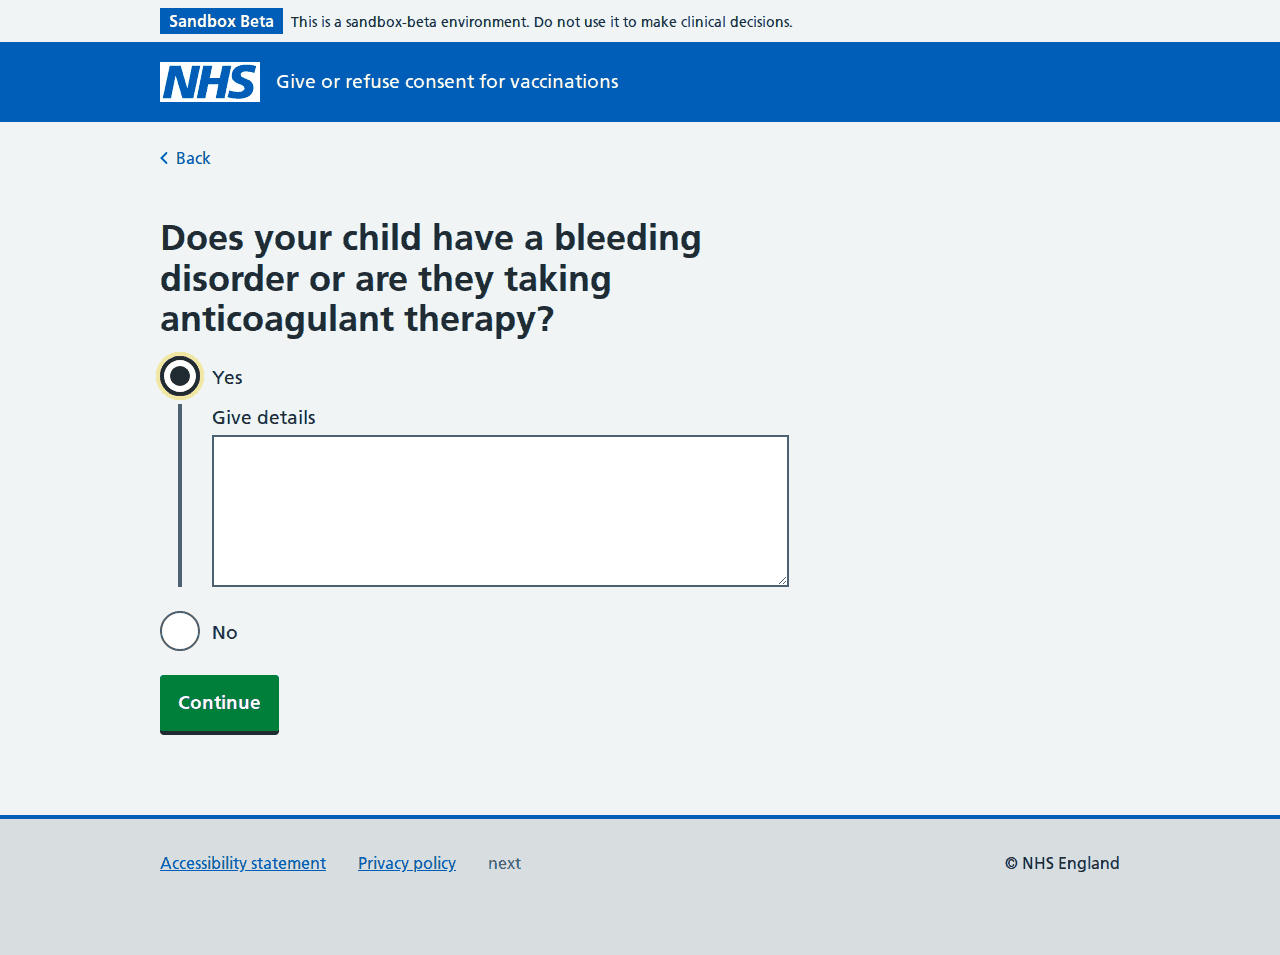 Sandbox Beta This is a sandbox-beta environment. Do not use it to make clinical decisions.
NHS Give or refuse consent for vaccinations
Back
Does your child have a bleeding
disorder or are they taking
anticoagulant therapy?
Yes
Give details
No
Continue
Accessibility statement Privacy policy next © NHS England